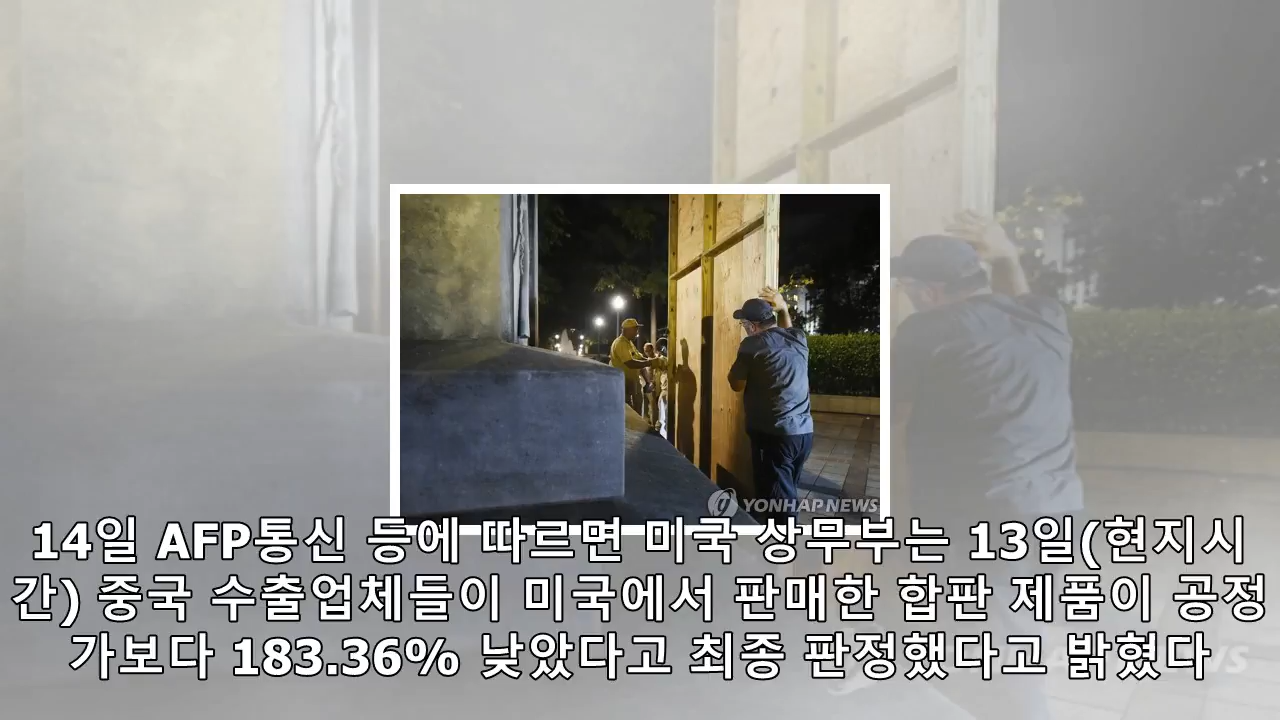 YONHAP NEWS
14일 AFP통신 등에 따르면 미국 상무부는 13일(현지시
간) 중국 수출업체들이 미국에서 판매한 합판 제품이 공정
가보다 183.36% 낮았다고 최종 판정했다고 밝혔다